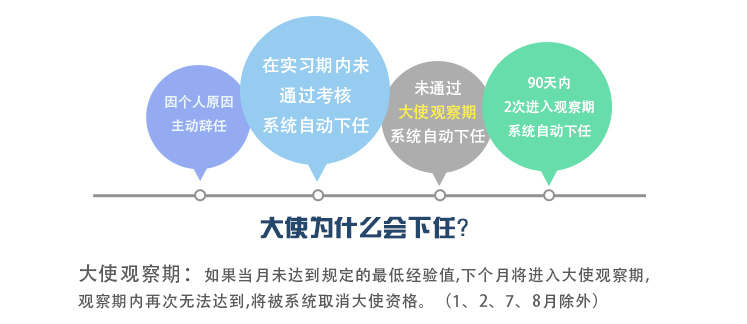 因个人原因
主动辞任
在实习期内未
通过考核
系统自动下任
未通过
大使观察期
系统自动下任
90天内
2次进入观察期
系统自动下任
大使为什么会下任?
大使观察期：如果当月未达到规定的最低经验值,下个月将进入大使观察期,
观察期内再次无法达到,将被系统取消大使资格。（1、2、7、8月除外）